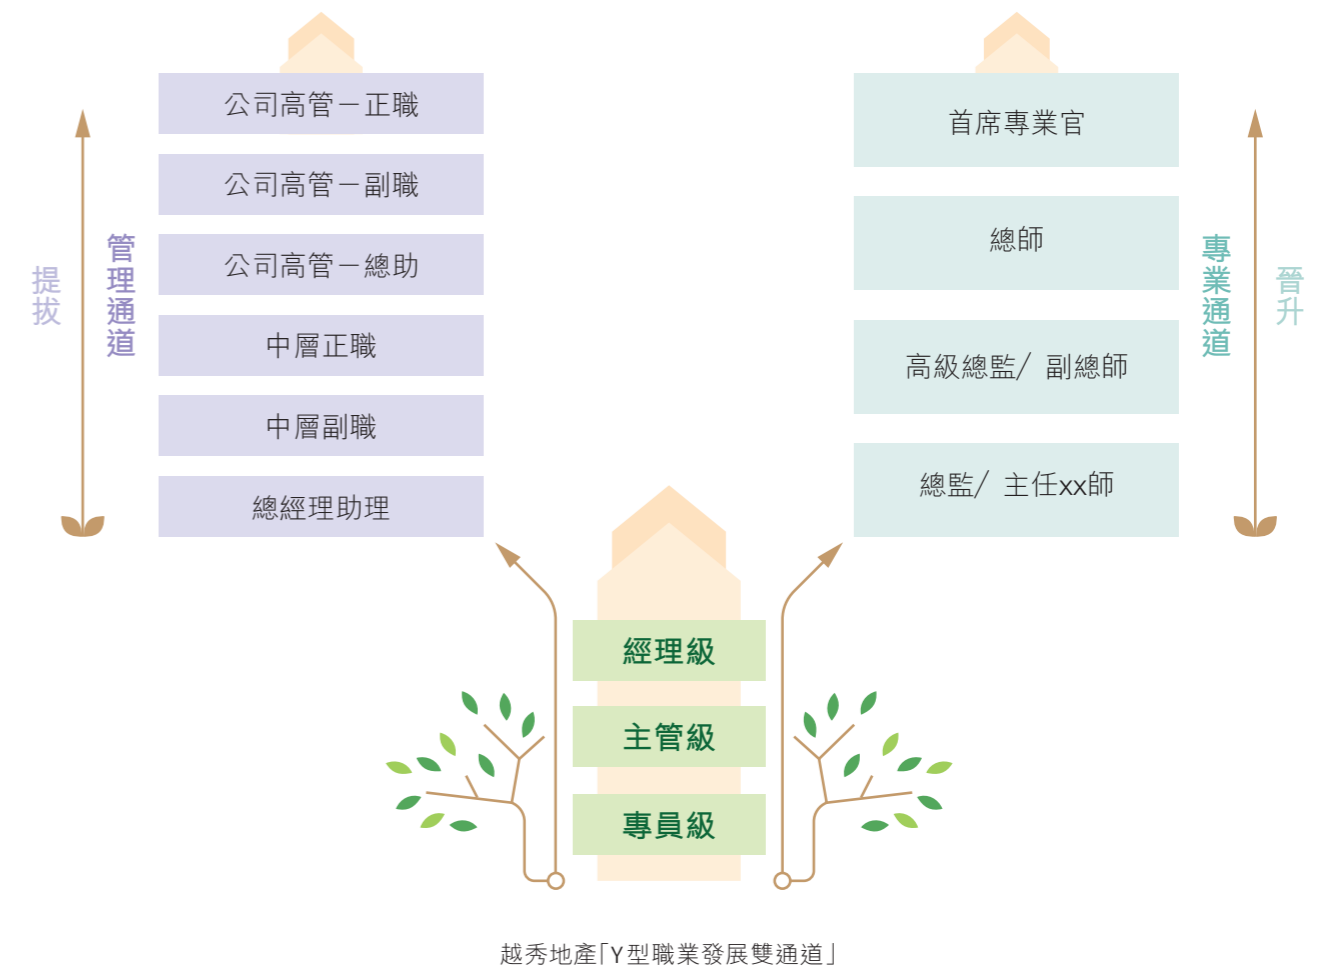 公司高管－正職
公司高管－副職
公司高管－總助
中層正職
中層副職
總經理助理
管理通道
提拔
首席專業官
總師
高級總監/ 副總師
總監/ 主任xx師
專業通道
晉升
經理級
主管級
專員級
越秀地產「Y型職業發展雙通道」